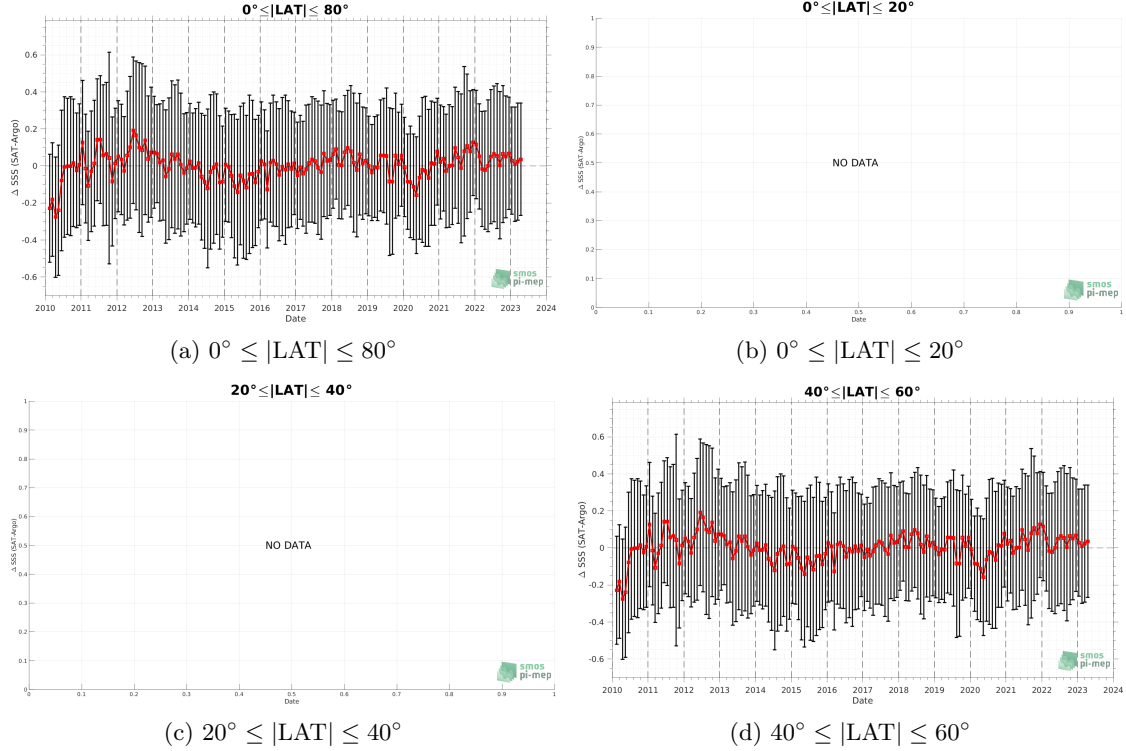 0°≤|LAT|≤ 80°
Δ SSS (SAT-Argo)
0.6
0.4
0.2
0
-0.2
-0.4
-0.6
2010 2011 2012 2013 2014 2015 2016 2017 2018 2019 2020 2021 2022 2023 2024
Date
smos
pi-mep
(a) 0° ≤ |LAT| ≤ 80°
0°≤|LAT|≤ 20°
Δ SSS (SAT-Argo)
1
0.9
0.8
0.7
0.6
0.5
0.4
0.3
0.2
0.1
0
NO DATA
0 0.1 0.2 0.3 0.4 0.5 0.6 0.7 0.8 0.9 1
Date
smos
pi-mep
(b) 0° ≤ |LAT| ≤ 20°
20°≤|LAT|≤ 40°
Δ SSS (SAT-Argo)
1
0.9
0.8
0.7
0.6
0.5
0.4
0.3
0.2
0.1
0
NO DATA
0 0.1 0.2 0.3 0.4 0.5 0.6 0.7 0.8 0.9 1
Date
smos
pi-mep
(c) 20° ≤ |LAT| ≤ 40°
40°≤|LAT|≤ 60°
Δ SSS (SAT-Argo)
0.6
0.4
0.2
0
-0.2
-0.4
-0.6
2010 2011 2012 2013 2014 2015 2016 2017 2018 2019 2020 2021 2022 2023 2024
Date
smos
pi-mep
(d) 40° ≤ |LAT| ≤ 60°